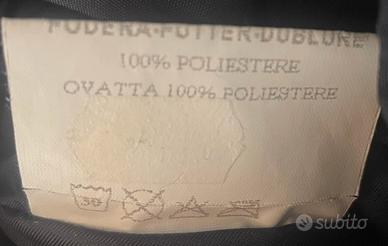 FODERA-FUTTER-DUBLURE
100% POLIESTERE
OVATTA 100% POLIESTERE
30
subito